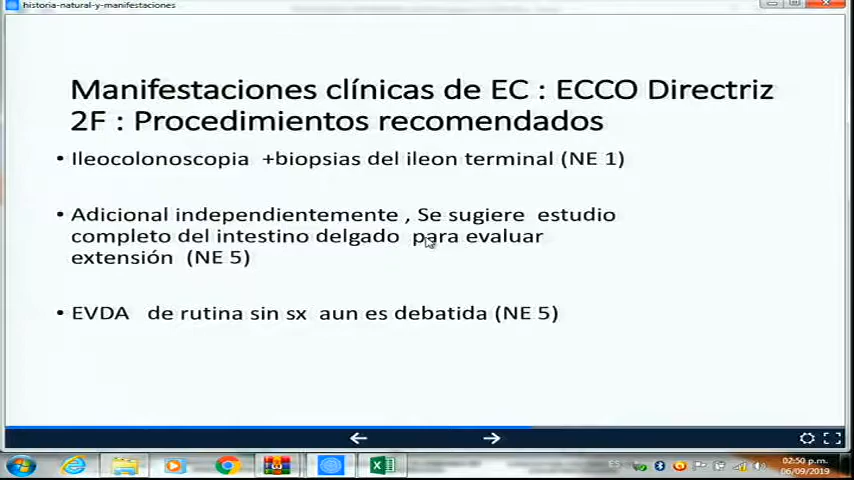 historia-natural-y-manifestaciones
Manifestaciones clínicas de EC : ECCO Directriz
2F : Procedimientos recomendados
• Ileocolonoscopia +biopsias del ileon terminal (NE 1)
• Adicional independientemente , Se sugiere estudio
completo del intestino delgado para evaluar
extensión (NE 5)
• EVDA de rutina sin sx aun es debatida (NE 5)
ES
02:50 p.m.
06/09/2019